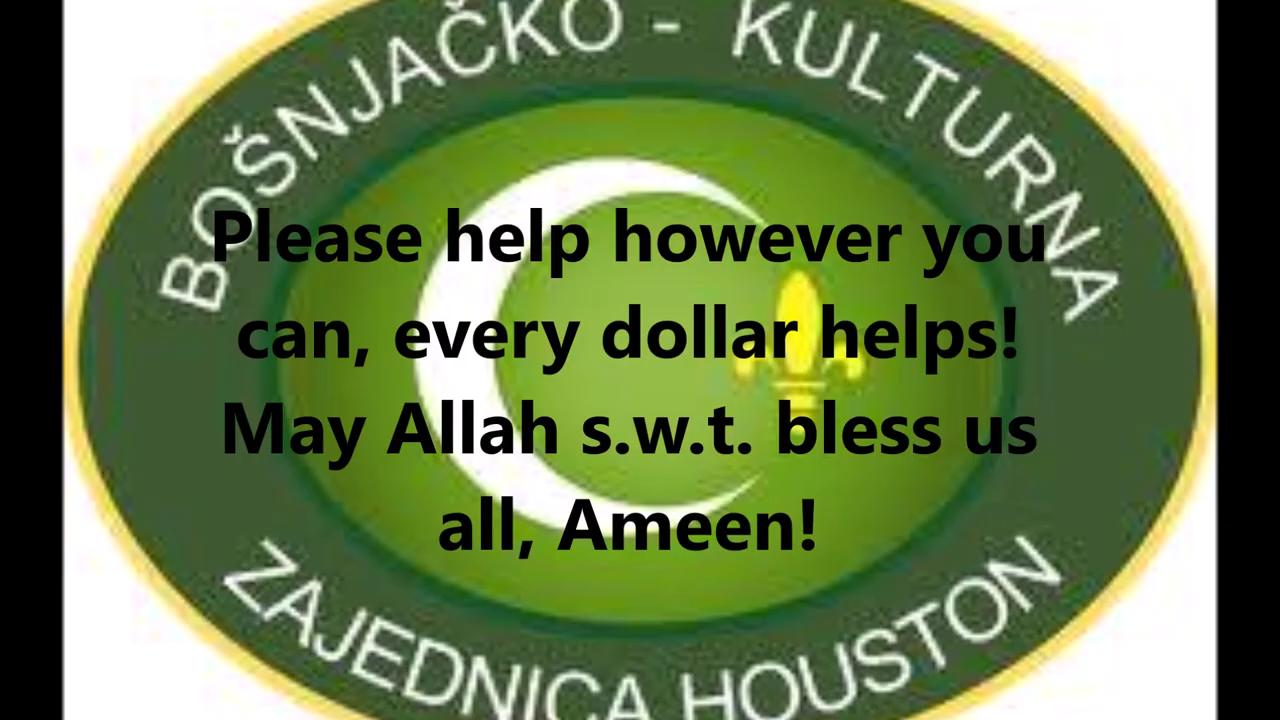 BOŠNJAČKO - KULTURNA
Please help however you
can, every dollar helps!
May Allah s.w.t. bless us
all, Ameen!
ZAJEDNICA HOUSTON